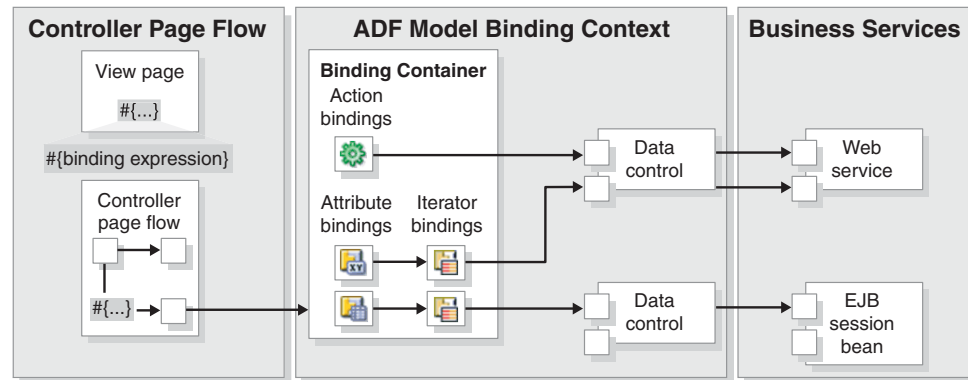 Controller Page Flow
View page
#{...}
#{binding expression}
Controller
page flow
#{...}
ADF Model Binding Context
Binding Container
Action
bindings
Attribute
bindings
XY
Iterator
bindings
Data
control
Data
control
Business Services
Web
service
EJB
session
bean